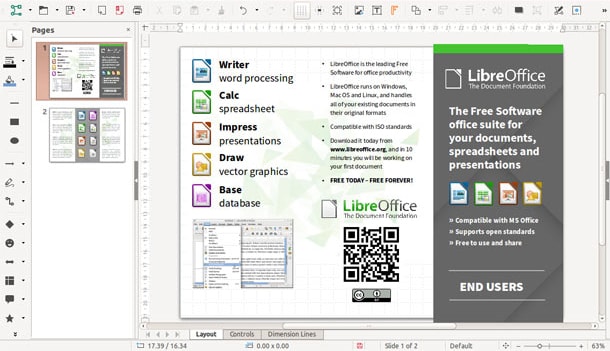 Pages
×
1
2
Writer
word processing
Calc
spreadsheet
Impress
presentations
Draw
vector graphics
Base
database
• LibreOffice is the leading Free
Software for office productivity
• LibreOffice runs on Windows,
Mac OS and Linux, and handles
all of your existing documents in
their original formats
• Compatible with ISO standards
• Download it today from
www.libreoffice.org, and in 10
minutes you will be working on
your first document
• FREE TODAY – FREE FOREVER!
LibreOffice
The Document Foundation
LibreOffice
The Document Foundation
The Free Software
office suite for
your documents,
spreadsheets and
presentations
» Compatible with MS Office
» Supports open standards
» Free to use and share
END USERS
Layout Controls Dimension Lines
17.39 / 16.34 0.00 x 0.00 Slide 1 of 2 Default 63%